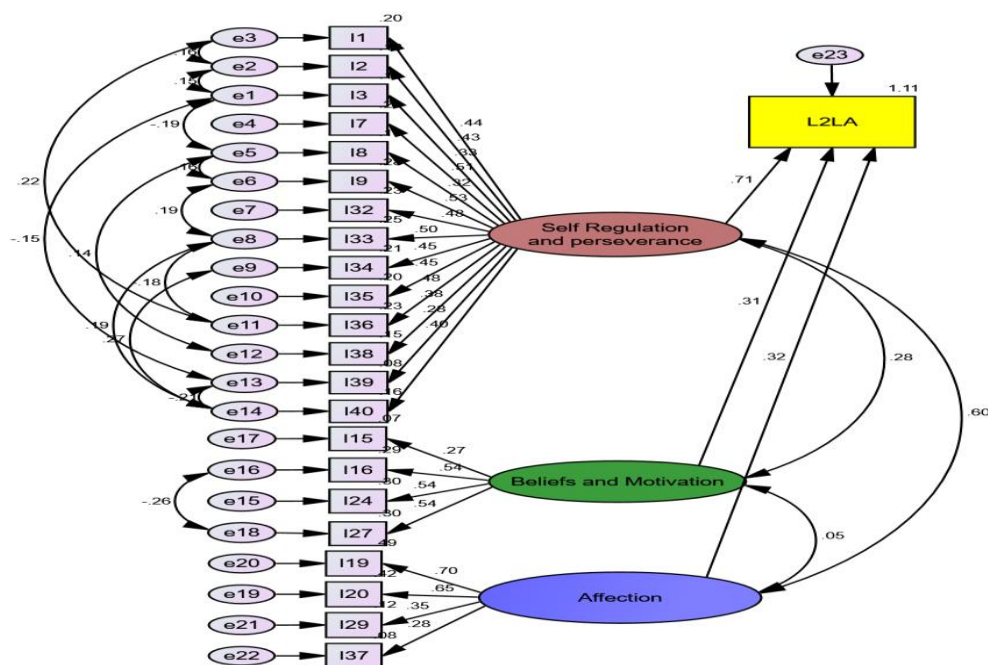 .20
e3
I1
.16
e2
I2
.15
e1
I3
e4
I7
-.19
e5
I8
.16
e6
I9
.28
.23
e7
I32
.25
.19
e8
I33
.21
e9
I34
.20
e10
I35
.23
.18
e11
I36
.15
e12
I38
.08
e13
I39
.16
-.21
e14
I40
.07
e17
I15
.29
e16
I16
.30
e15
I24
-.26
.30
e18
I27
.49
e20
I19
.42
e19
I20
.12
e21
I29
.08
e22
I37
.22
-.15
.14
.19
.27
.44
.43
.33
.51
.32
.53
.48
.50
.45
.45
.48
.38
.28
.40
Self Regulation
and perseverance
.27
.54
.54
.54
Beliefs and Motivation
.70
.65
.35
.28
Affection
e23
1.11
L2LA
.71
.31
.32
.28
.60
.05